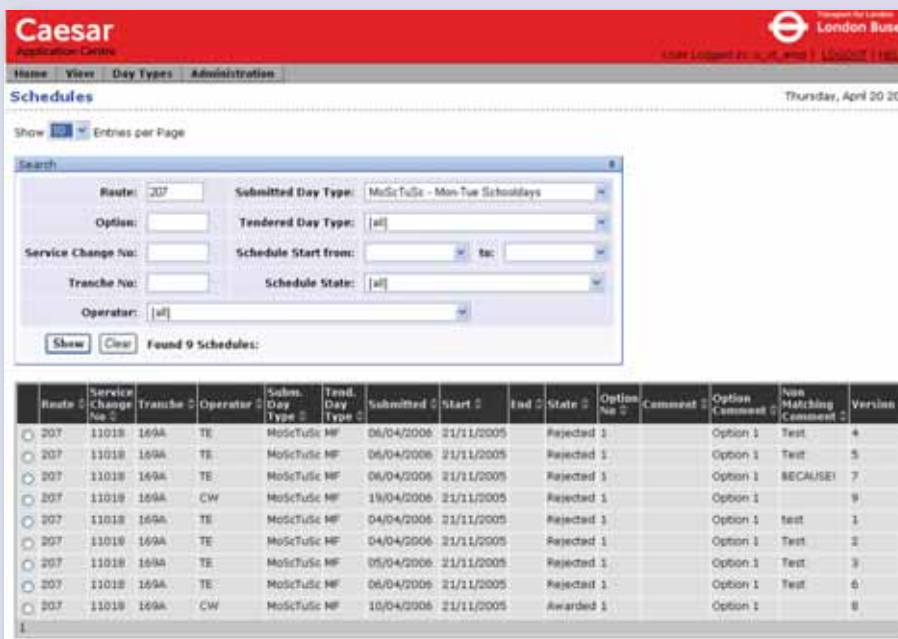 Caesar
Transport for London
London Buse
Application Centre
User Logged in: LOGOUT |
Home View Day Types Administration
Schedules Thursday, April 20 20
Show 10 Entries per Page
Search
Route: 207 Submitted Day Type: MoScTuSc - Mon-Tue Schooldays
Option: Tendered Day Type: [all]
Service Change No: Schedule Start from: to:
Tranche No: Schedule State: [all]
Operator: [all]
Show Clear Found 9 Schedules:
Route Service Change No Tranche Operator Subm. Day Type Tend. Day Type Submitted Start End State Option No Comment Option Comment Non Matching Comment Version
207 11018 169A TE MoScTuSc MF 06/04/2006 21/11/2005 Rejected 1 Option 1 Test 4
207 11018 169A TE MoScTuSc MF 06/04/2006 21/11/2005 Rejected 1 Option 1 Test 5
207 11018 169A TE MoScTuSc MF 06/04/2006 21/11/2005 Rejected 1 Option 1 BECAUSE! 7
207 11018 169A CW MoScTuSc MF 19/04/2006 21/11/2005 Rejected 1 Option 1 9
207 11018 169A TE MoScTuSc MF 04/04/2006 21/11/2005 Rejected 1 Option 1 test 1
207 11018 169A TE MoScTuSc MF 04/04/2006 21/11/2005 Rejected 1 Option 1 Test 2
207 11018 169A TE MoScTuSc MF 05/04/2006 21/11/2005 Rejected 1 Option 1 Test 3
207 11018 169A TE MoScTuSc MF 06/04/2006 21/11/2005 Rejected 1 Option 1 Test 6
207 11018 169A CW MoScTuSc MF 10/04/2006 21/11/2005 Awarded 1 Option 1 8
1